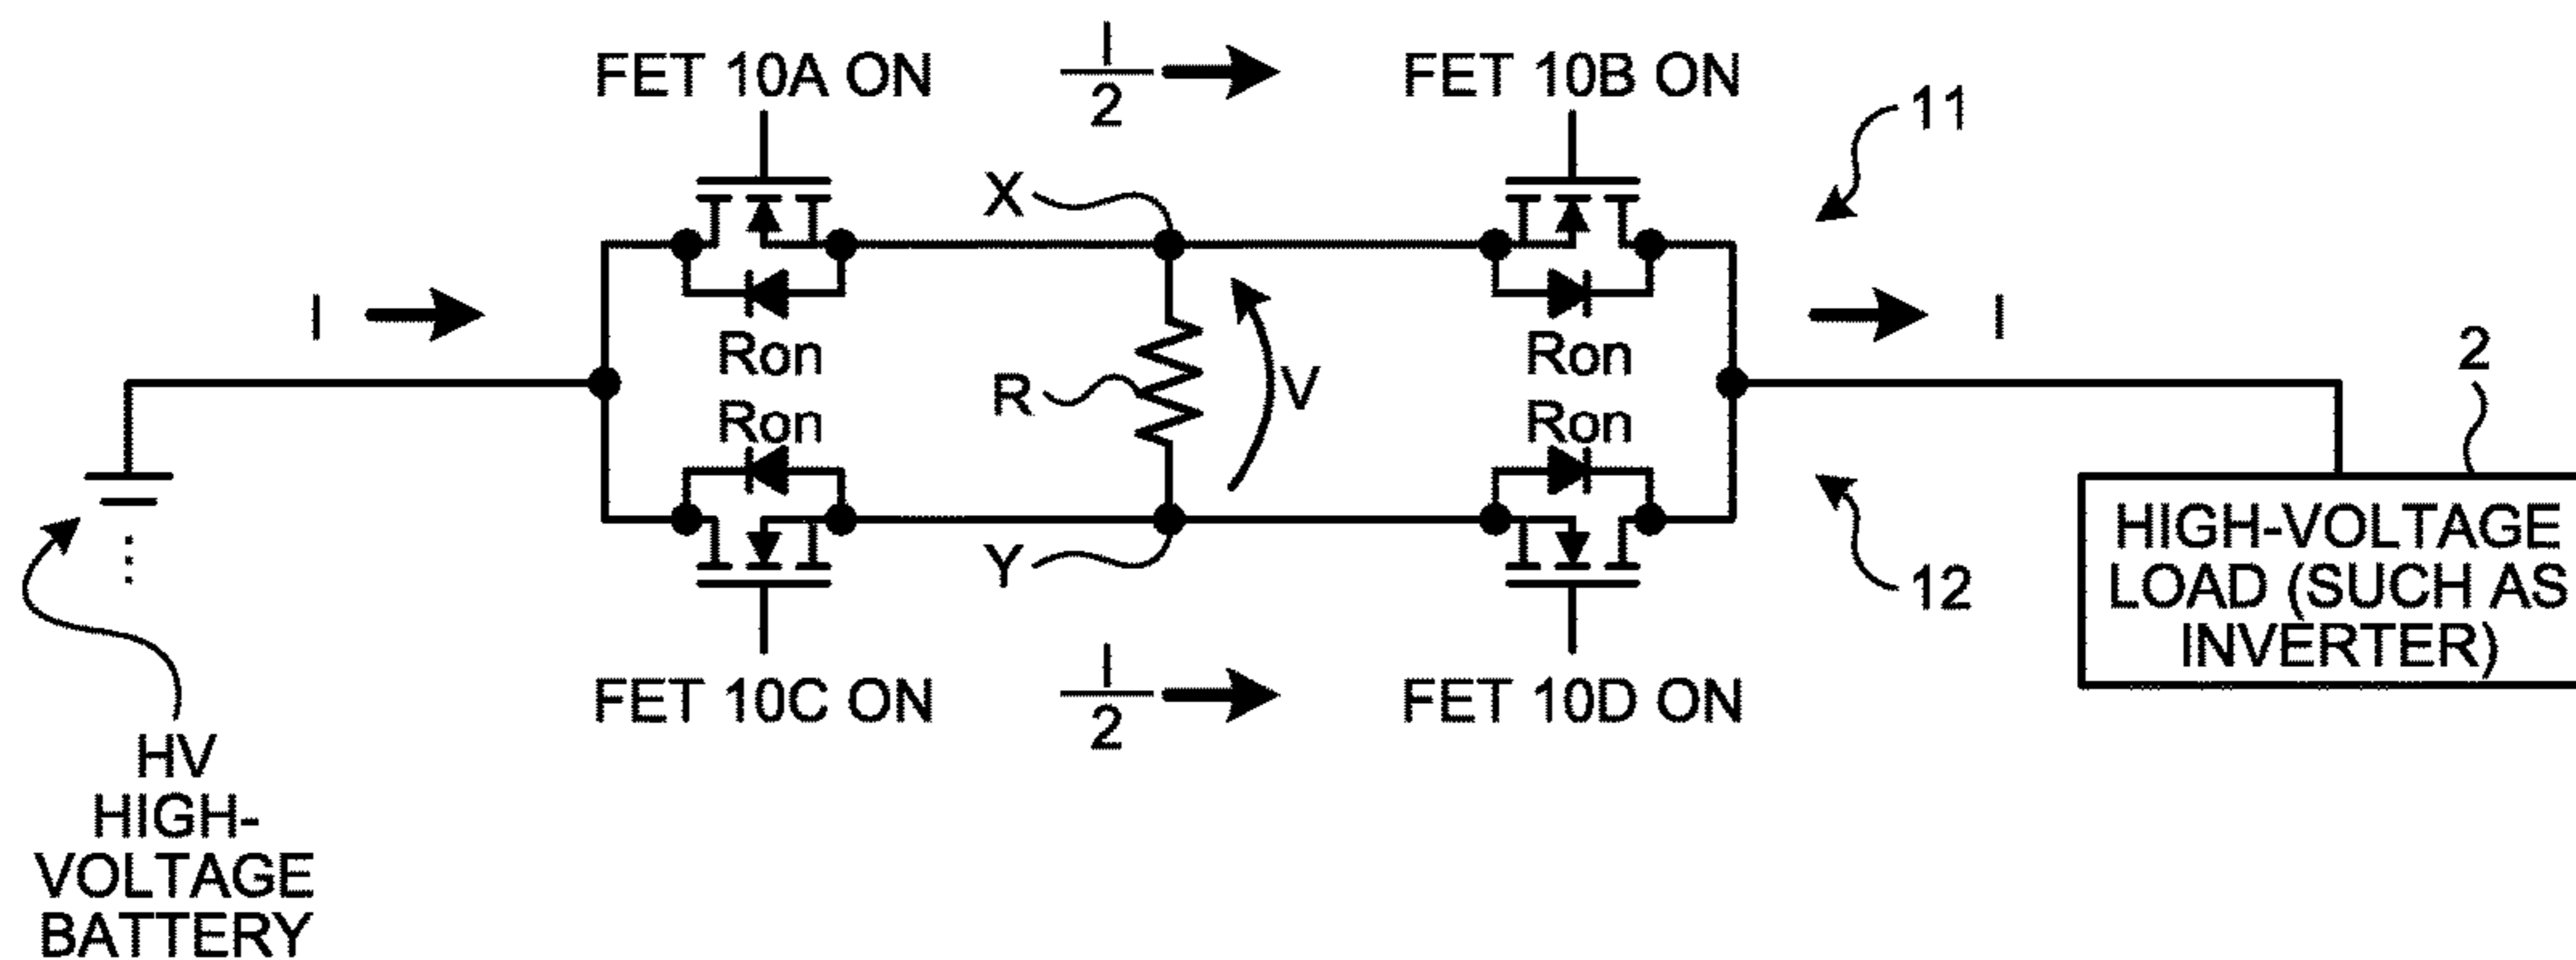 FET 10A ON
I
2
FET 10B ON
11
X
I
Ron
Ron
R
V
Ron
Ron
I
2
HIGH-VOLTAGE
LOAD (SUCH AS
INVERTER)
Y
12
FET 10C ON
I
2
FET 10D ON
HV
HIGH-
VOLTAGE
BATTERY